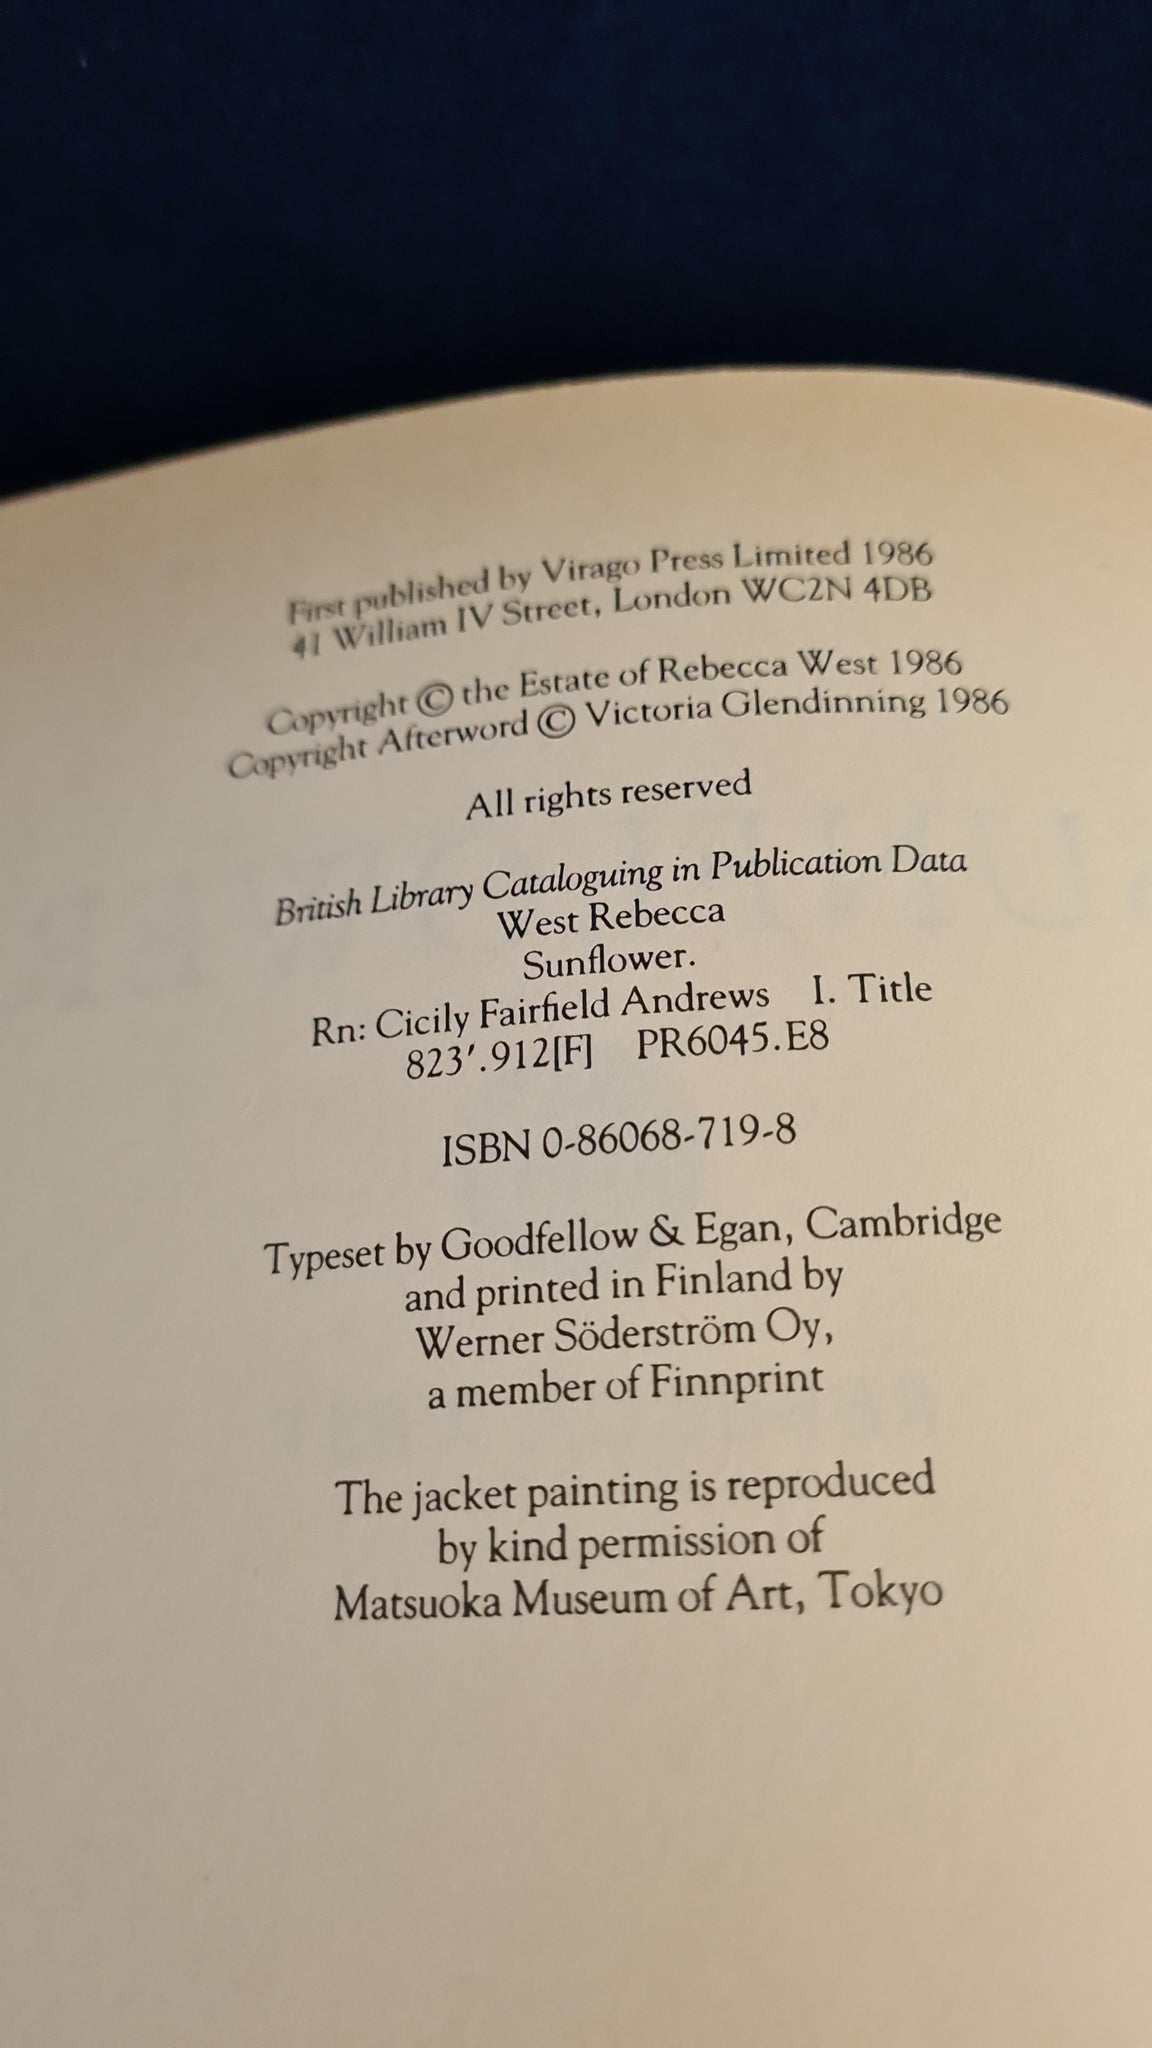 First published by Virago Press Limited 1986
41 William IV Street, London WC2N 4DB
Copyright © the Estate of Rebecca West 1986
Copyright Afterword © Victoria Glendinning 1986
All rights reserved
British Library Cataloguing in Publication Data
West Rebecca
Sunflower.
Rn: Cicily Fairfield Andrews I. Title
823'.912[F] PR6045.E8
ISBN 0-86068-719-8
Typeset by Goodfellow & Egan, Cambridge
and printed in Finland by
Werner Söderström Oy,
a member of Finnprint
The jacket painting is reproduced
by kind permission of
Matsuoka Museum of Art, Tokyo